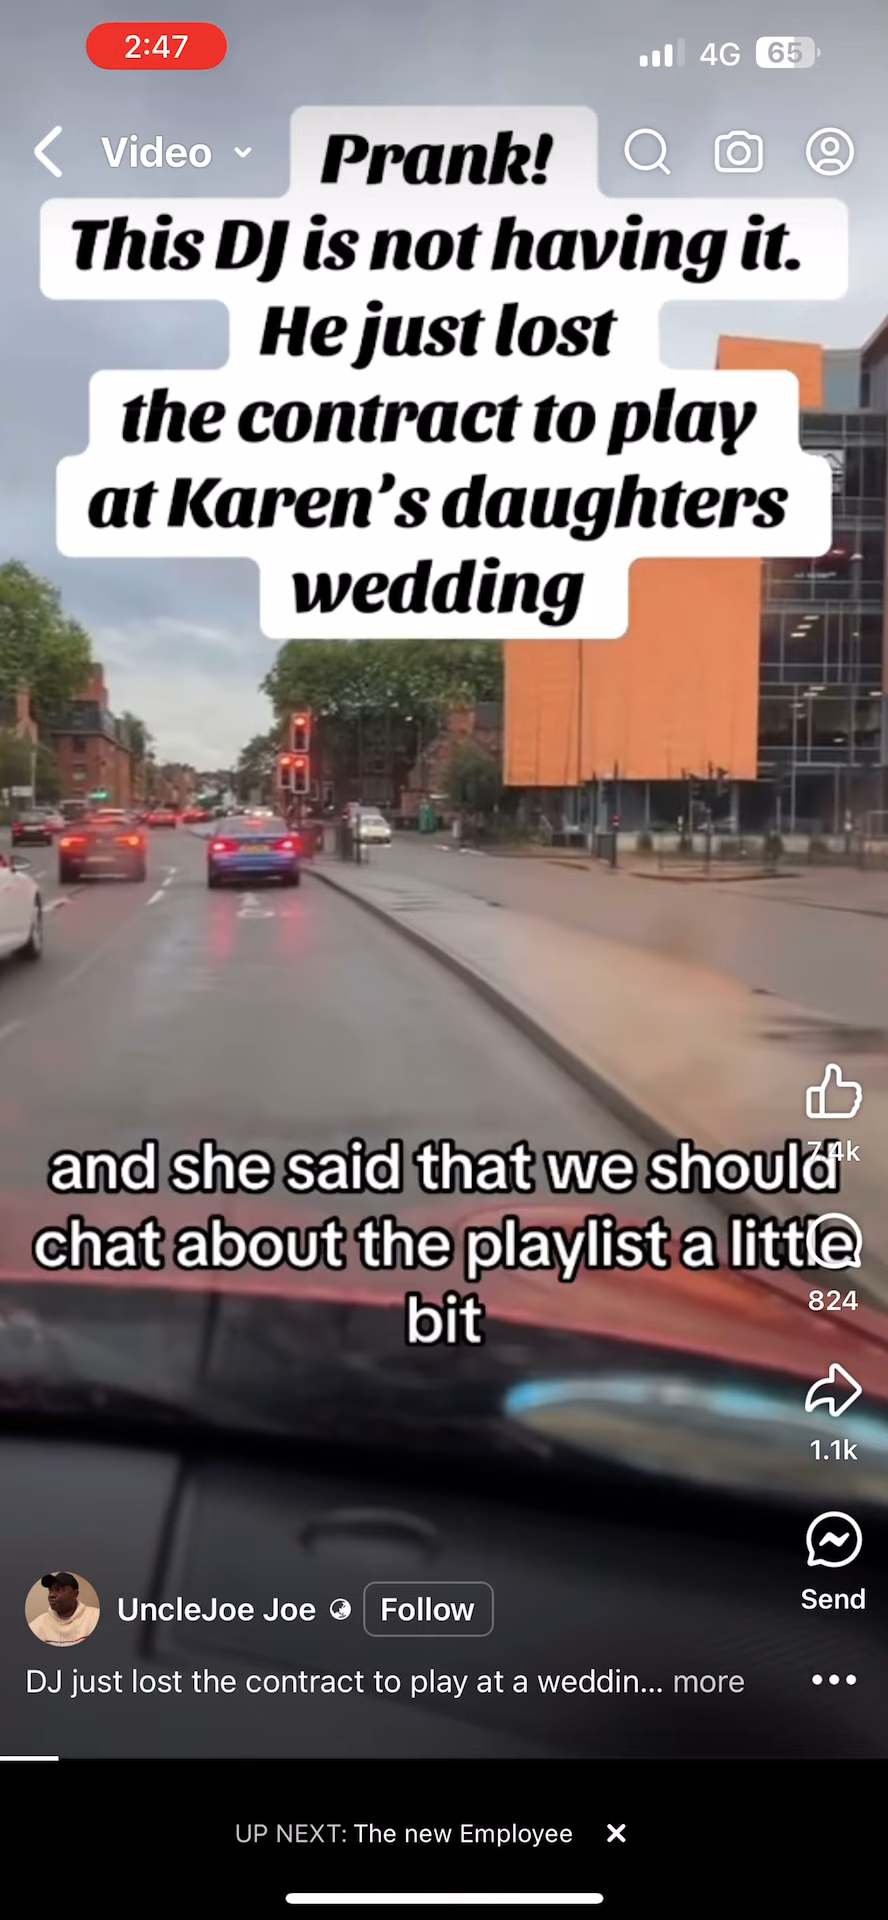 2:47
4G 65
Video
Prank!
This DJ is not having it.
He just lost
the contract to play
at Karen’s daughters
wedding
7.4k
and she said that we should
chat about the playlist a little
bit
824
1.1k
Send
UncleJoe Joe Follow
DJ just lost the contract to play at a weddin... more
UP NEXT: The new Employee